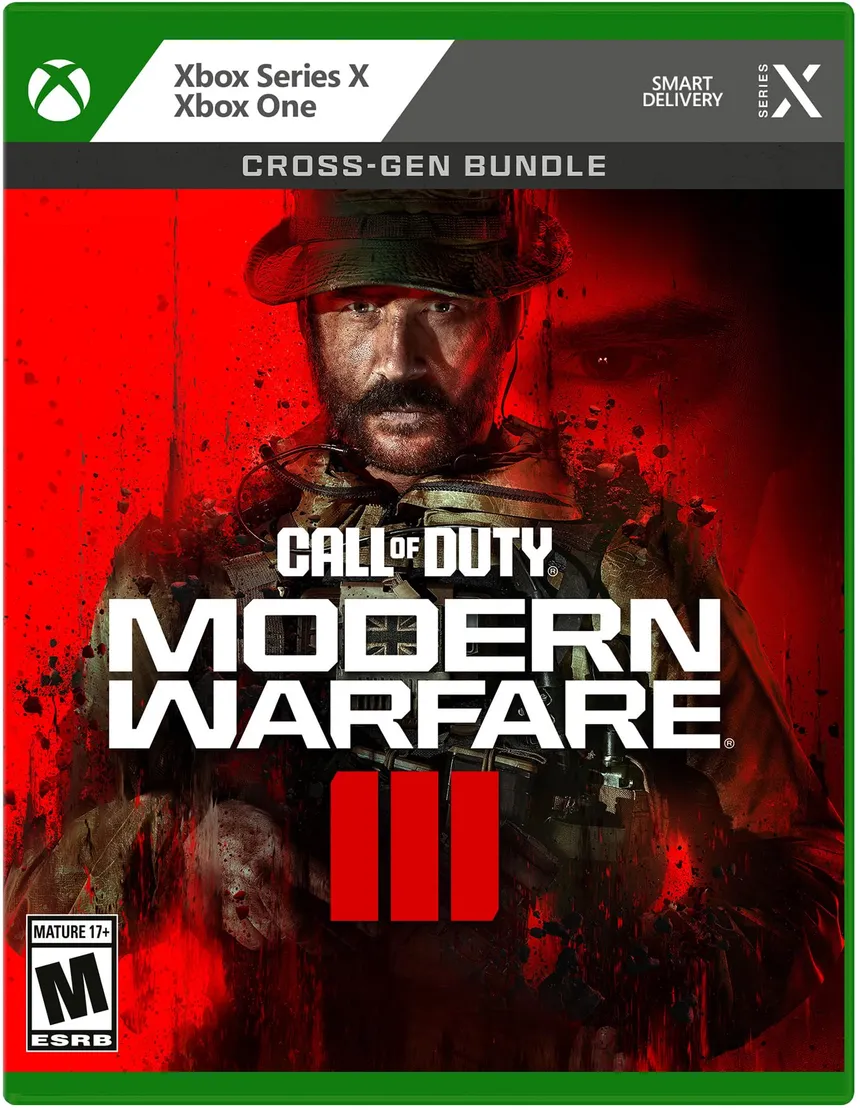 Xbox Series X
Xbox One
SMART
DELIVERY
SERIES X
CROSS-GEN BUNDLE
CALL OF DUTY®
MODERN
WARFARE®
III
MATURE 17+
M
ESRB